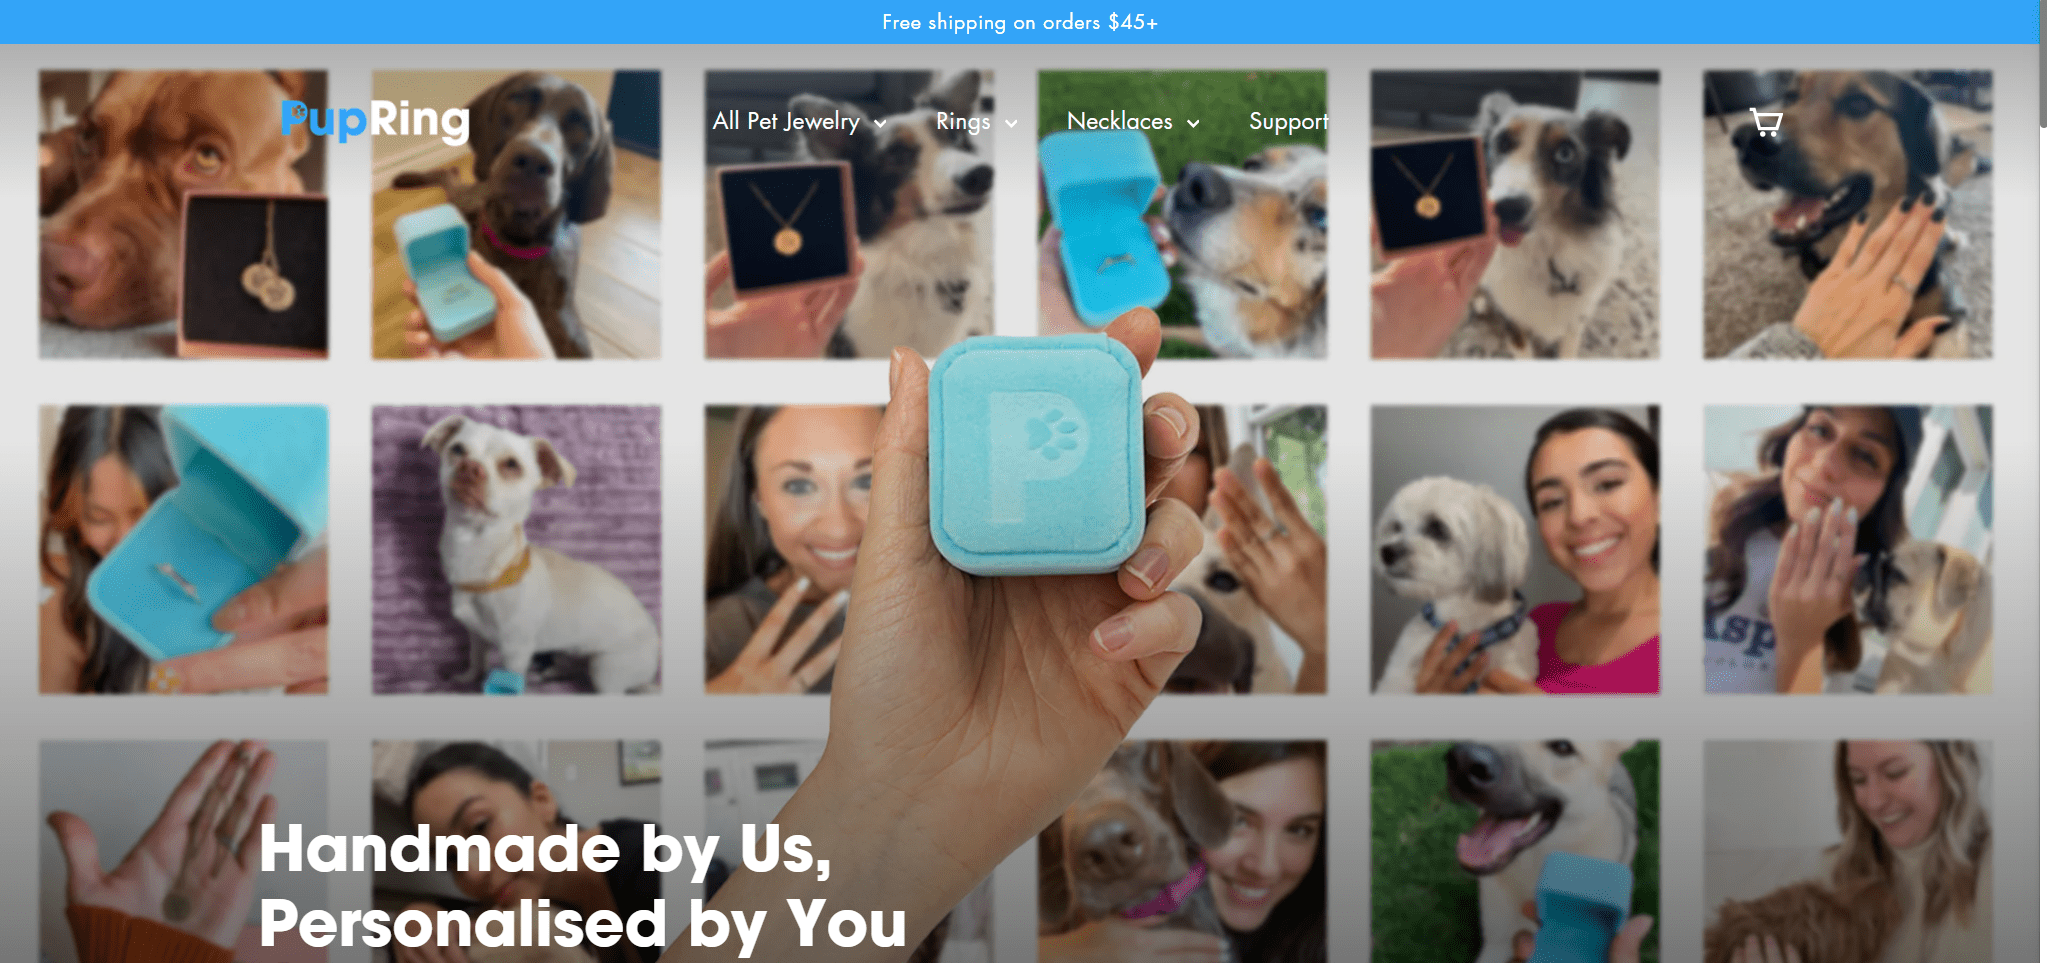 Free shipping on orders $45+
PupRing
All Pet Jewelry
Rings
Necklaces
Support
P
Handmade by Us,
Personalised by You